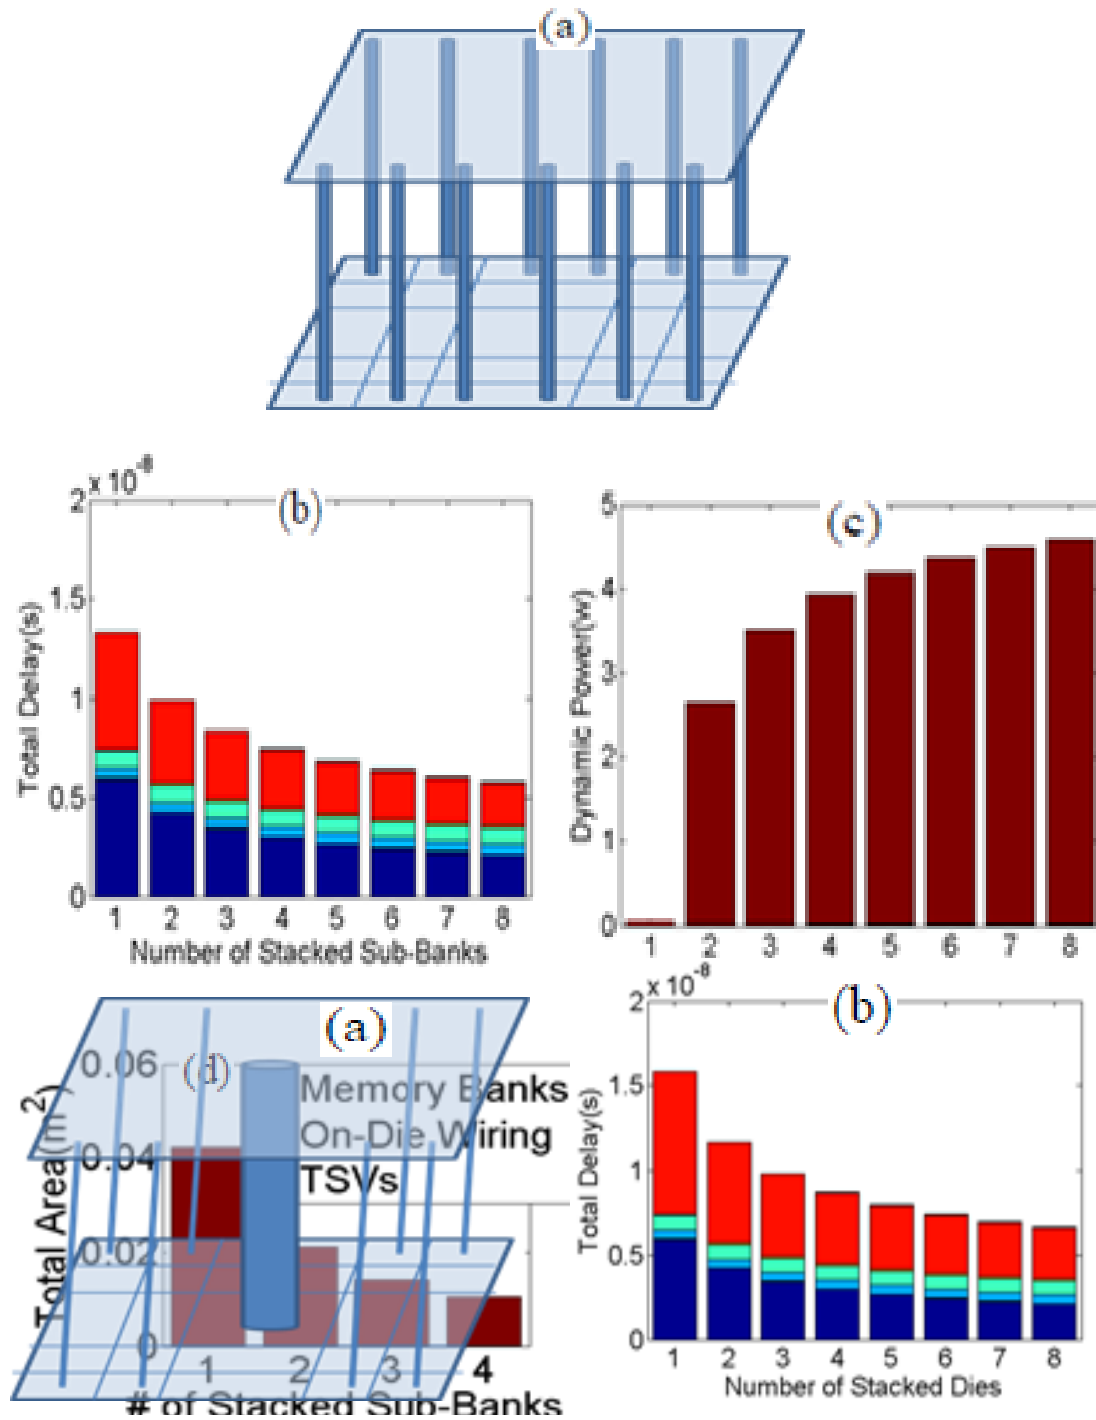 (a)
2 x 10^-8
(b)
1.5
1
0.5
0
Total Delay(s)
1 2 3 4 5 6 7 8
Number of Stacked Sub-Banks
(c)
5
4
3
2
1
0
Dynamic Power(w)
1 2 3 4 5 6 7 8
(a)
(d)
0.06
0.04
0.02
0
Total Area(m^2)
Memory Banks
On-Die Wiring
TSVs
1 2 3 4
# of Stacked Sub-Banks
2 x 10^-8
(b)
1.5
1
0.5
0
Total Delay(s)
1 2 3 4 5 6 7 8
Number of Stacked Dies